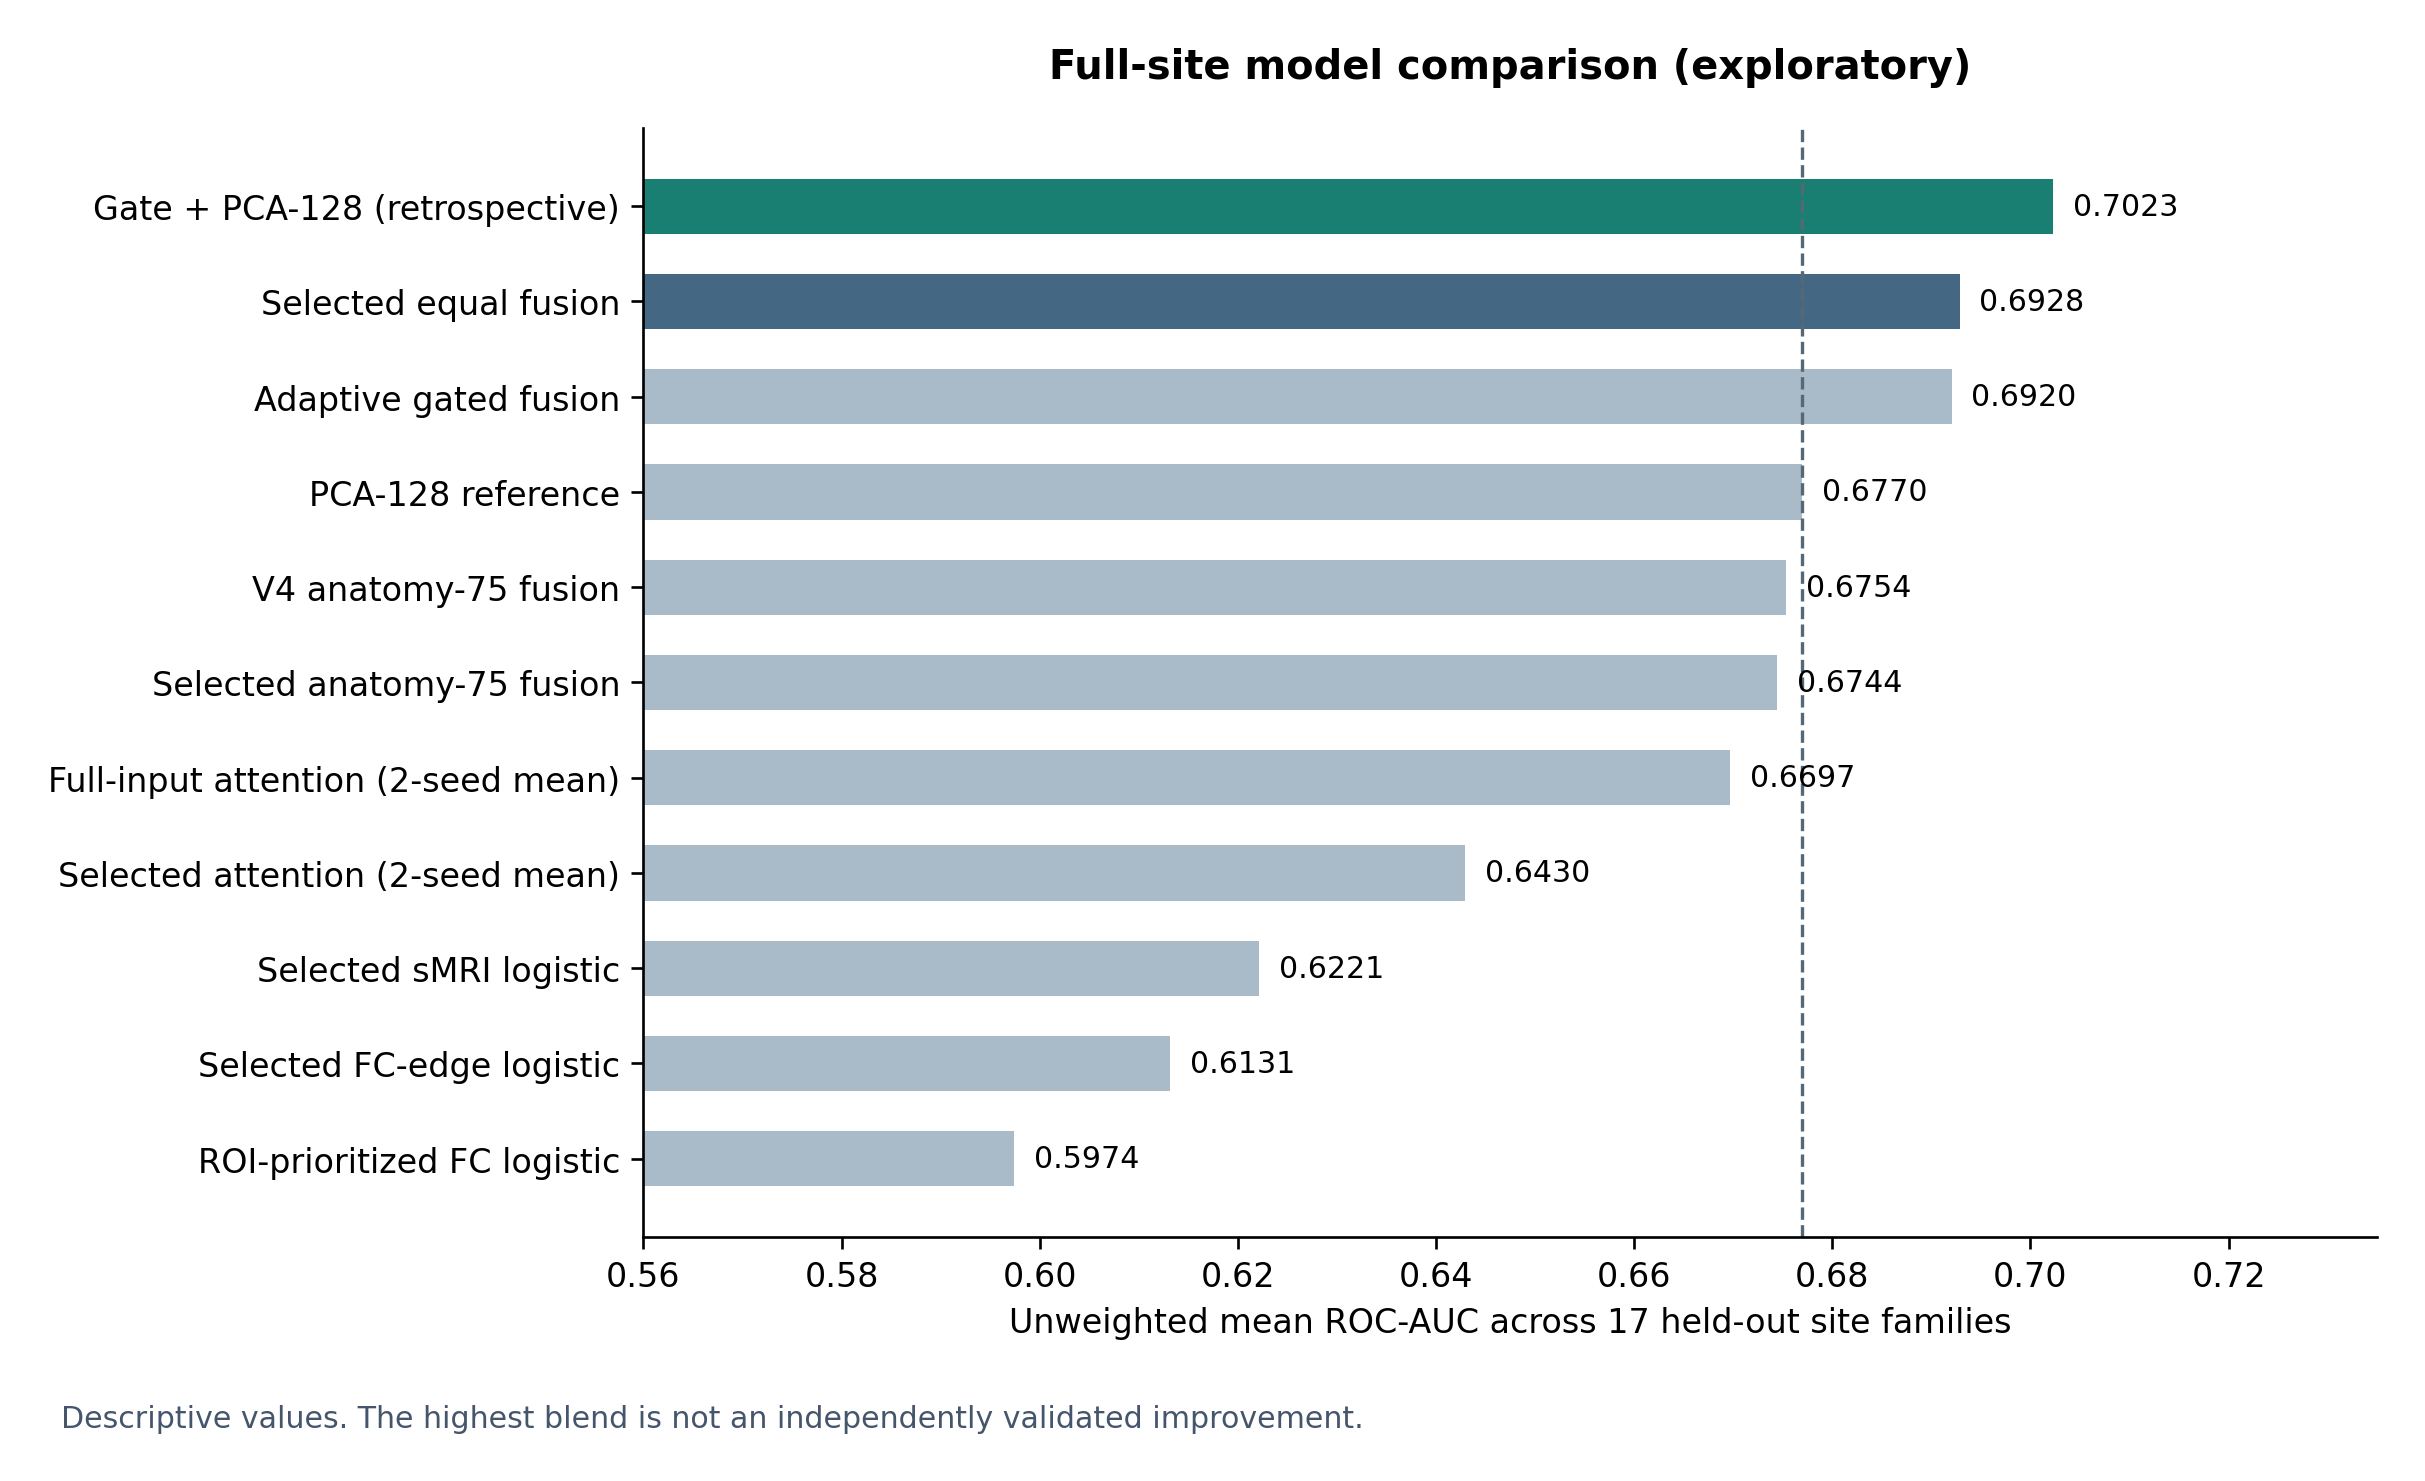 Full-site model comparison (exploratory)
Gate + PCA-128 (retrospective) 0.7023
Selected equal fusion 0.6928
Adaptive gated fusion 0.6920
PCA-128 reference 0.6770
V4 anatomy-75 fusion 0.6754
Selected anatomy-75 fusion 0.6744
Full-input attention (2-seed mean) 0.6697
Selected attention (2-seed mean) 0.6430
Selected sMRI logistic 0.6221
Selected FC-edge logistic 0.6131
ROI-prioritized FC logistic 0.5974
0.56 0.58 0.60 0.62 0.64 0.66 0.68 0.70 0.72
Unweighted mean ROC-AUC across 17 held-out site families
Descriptive values. The highest blend is not an independently validated improvement.